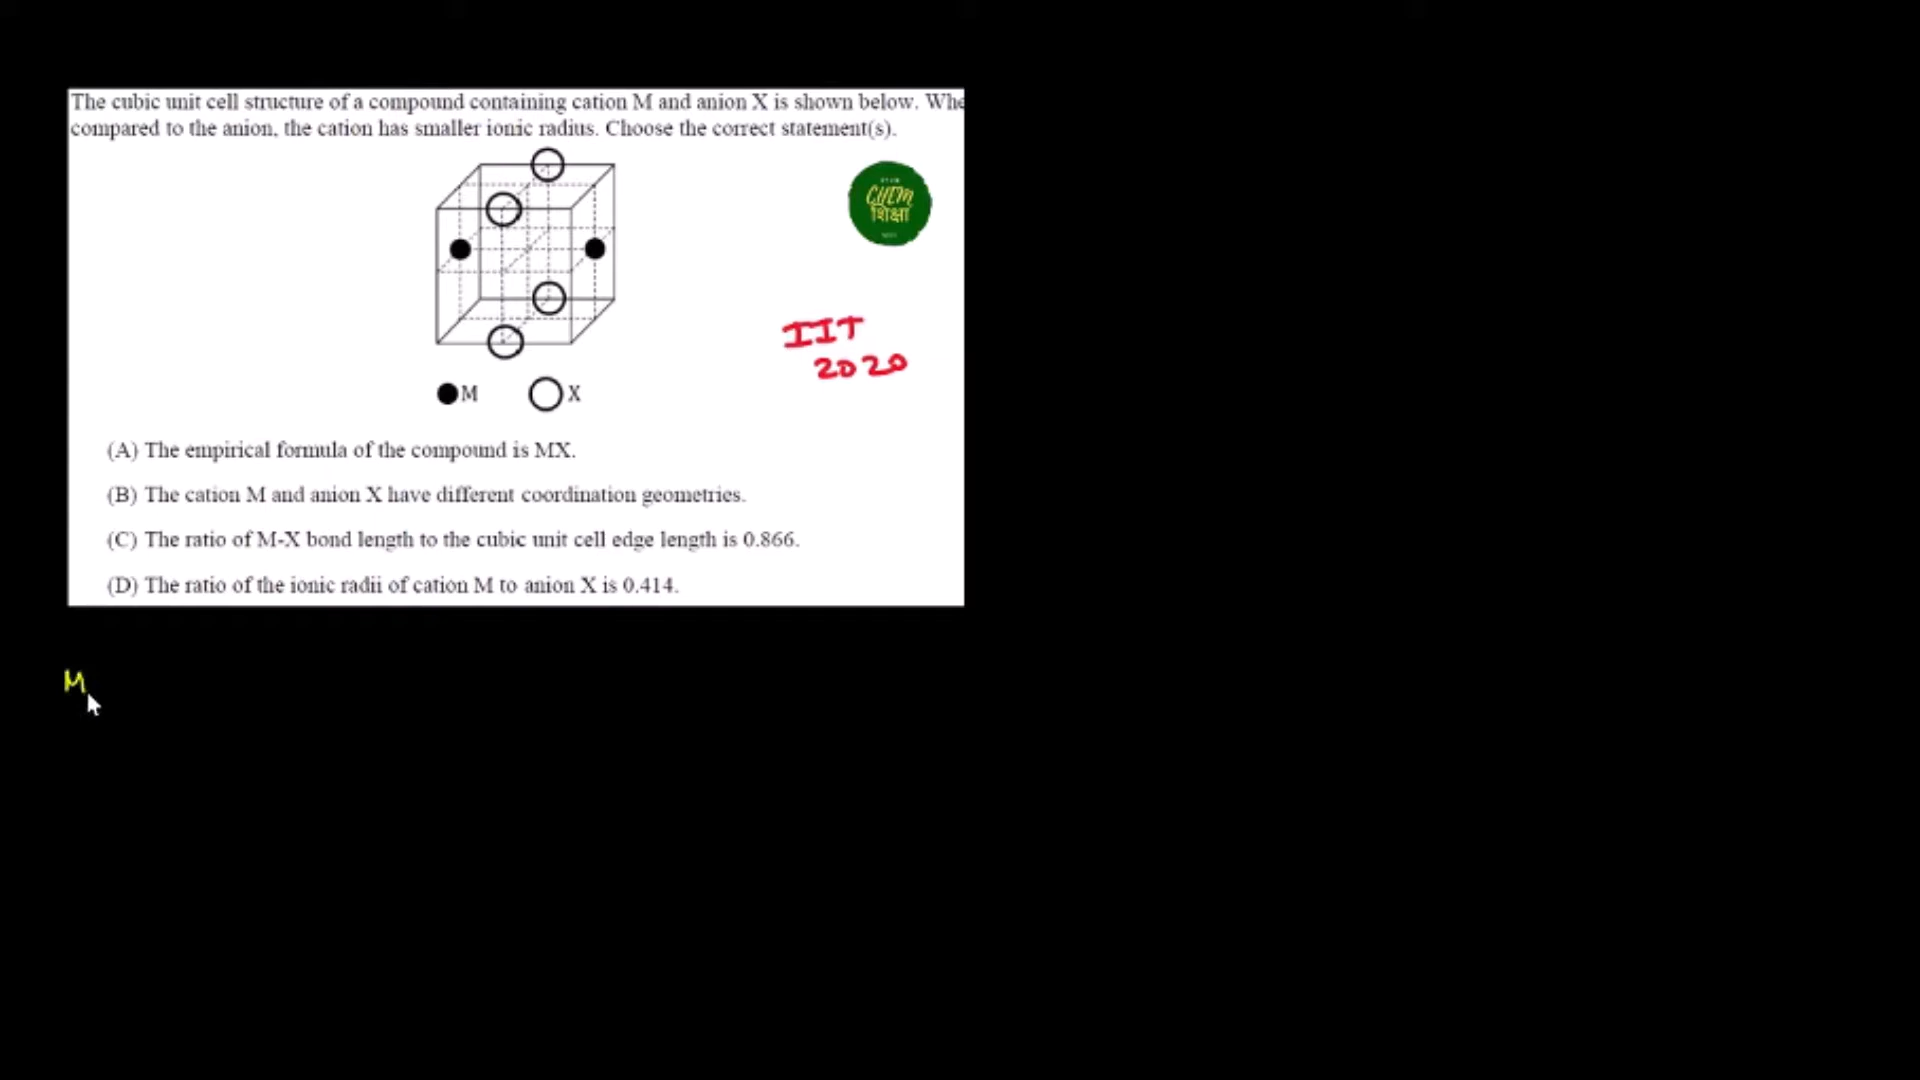 The cubic unit cell structure of a compound containing cation M and anion X is shown below. Whe
compared to the anion, the cation has smaller ionic radius. Choose the correct statement(s).
CHEM
शिक्षा
IIT
2020
M X
(A) The empirical formula of the compound is MX.
(B) The cation M and anion X have different coordination geometries.
(C) The ratio of M-X bond length to the cubic unit cell edge length is 0.866.
(D) The ratio of the ionic radii of cation M to anion X is 0.414.
M